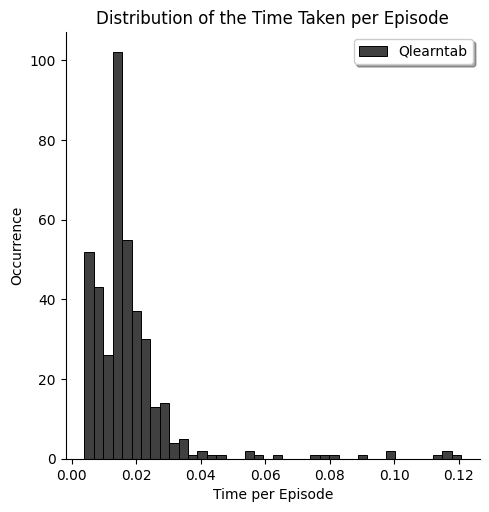 Distribution of the Time Taken per Episode
Qlearntab
Occurrence
100
80
60
40
20
0
0.00 0.02 0.04 0.06 0.08 0.10 0.12
Time per Episode